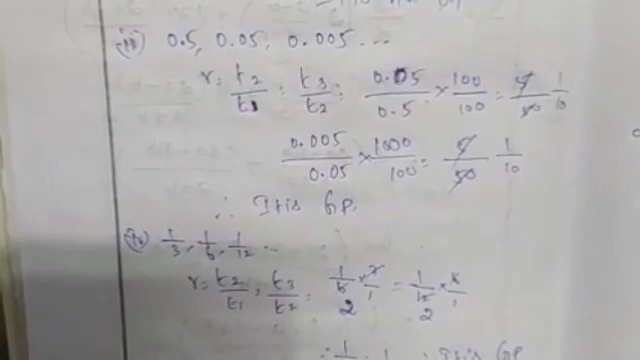 (iii) 0.5, 0.05, 0.005 ...
r = t2/t1 = t3/t2 = 0.05/0.5 × 100/100 = 5/50 1/10
0.005/0.05 × 1000/100 = 5/50 1/10
∴ It is G.P.
(iv) 1/3, 1/6, 1/12 ...
r = t2/t1 = t3/t2 = 1/6 × 3/1 = 1/12 × 6/1
2 2
: 1/ It is G.P